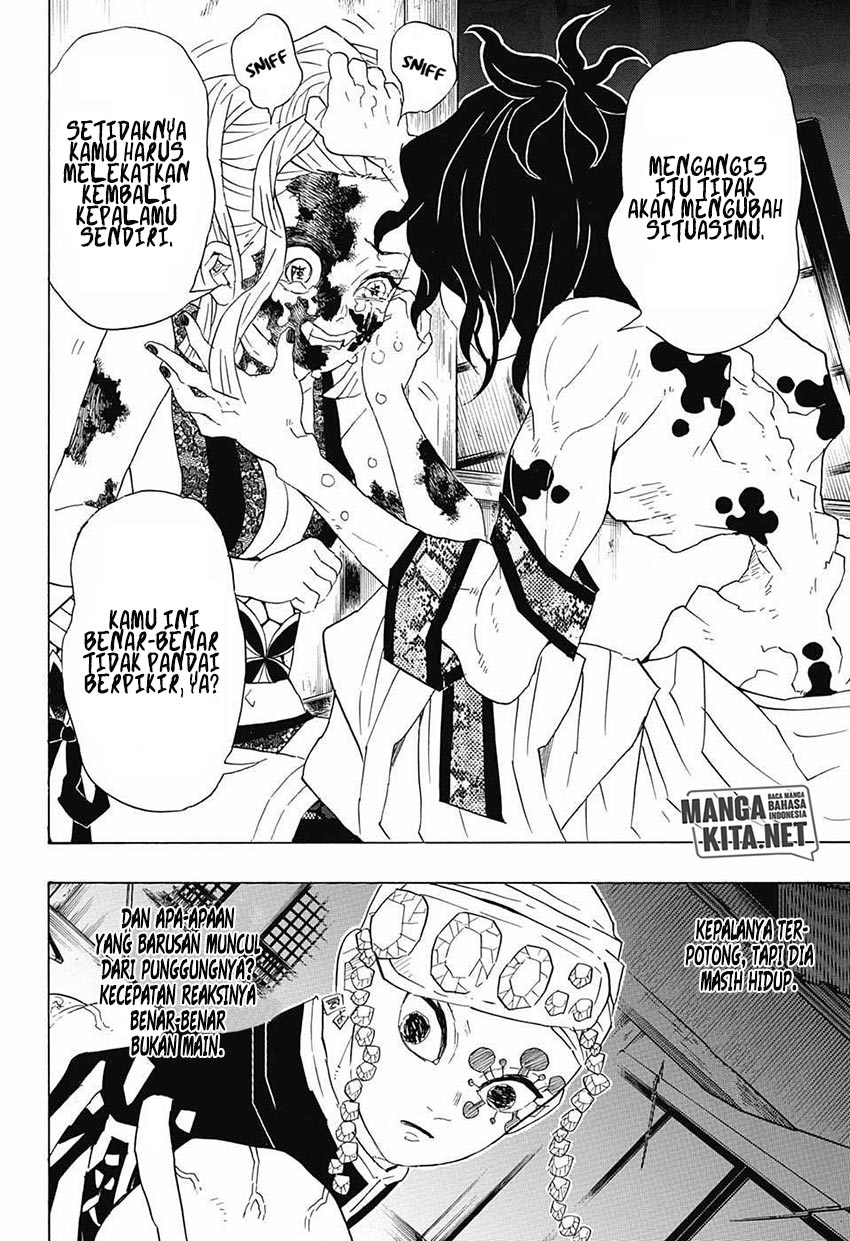 SNIFF
SNIFF
MENGANGIS
ITU TIDAK
AKAN MENGUBAH
SITUASIMU.
SETIDAKNYA
KAMU HARUS
MELEKATKAN
KEMBALI
KEPALAMU
SENDIRI.
KAMU INI
BENAR-BENAR
TIDAK PANDAI
BERPIKIR, YA?
MANGA
KITA.NET
BACA MANGA
BAHASA
INDONESIA
KEPALANYA TER-
POTONG, TAPI DIA
MASIH HIDUP.
DAN APA-APAAN
YANG BARUSAN MUNCUL
DARI PUNGGUNGNYA?
KECEPATAN REAKSINYA
BENAR-BENAR
BUKAN MAIN.